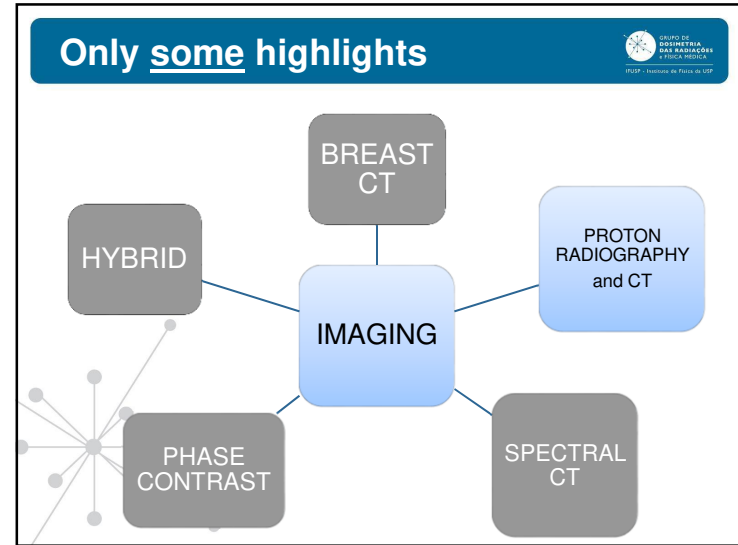 Only some highlights
GRUPO DE
DOSIMETRIA
DAS RADIAÇÕES
e FÍSICA MÉDICA
IFUSP - Instituto de Física da USP
BREAST
CT
HYBRID
PROTON
RADIOGRAPHY
and CT
IMAGING
PHASE
CONTRAST
SPECTRAL
CT